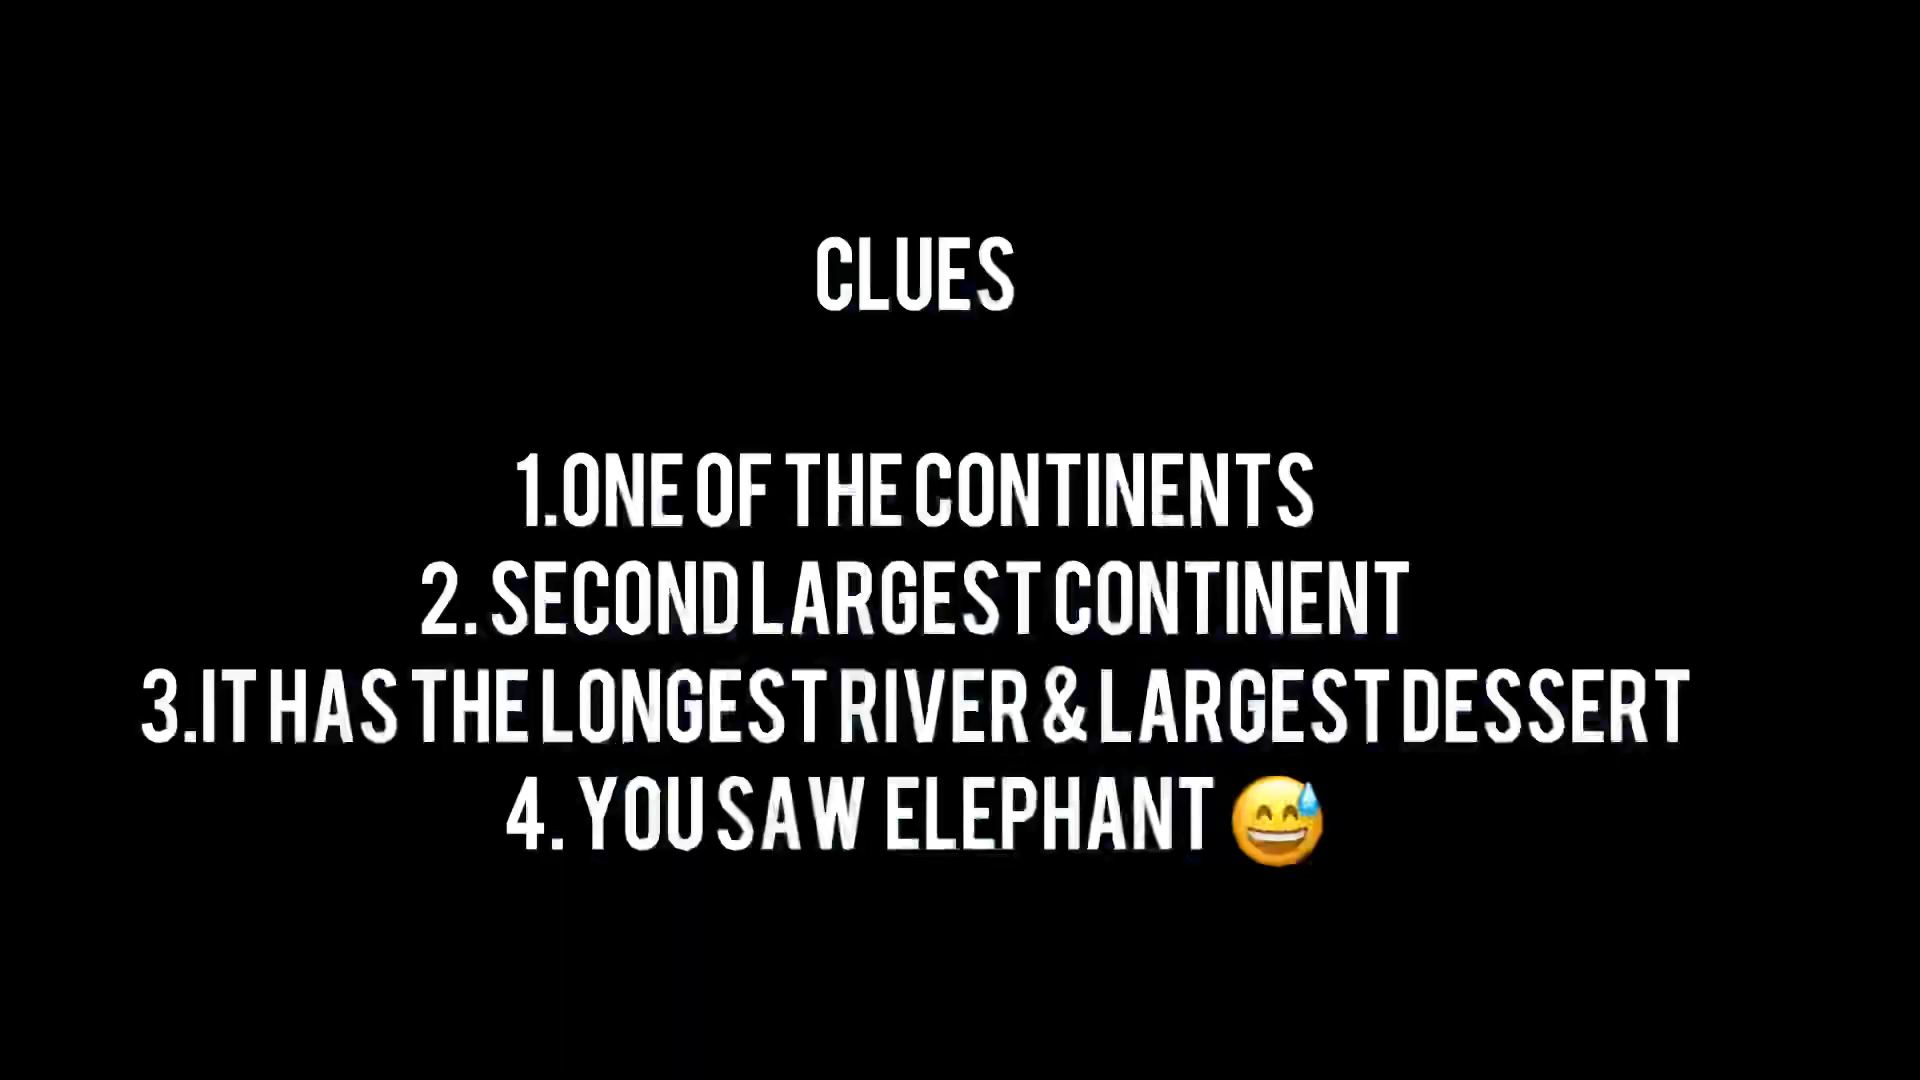 CLUES
1.ONE OF THE CONTINENTS
2. SECOND LARGEST CONTINENT
3.IT HAS THE LONGEST RIVER & LARGEST DESSERT
4. YOU SAW ELEPHANT 😅